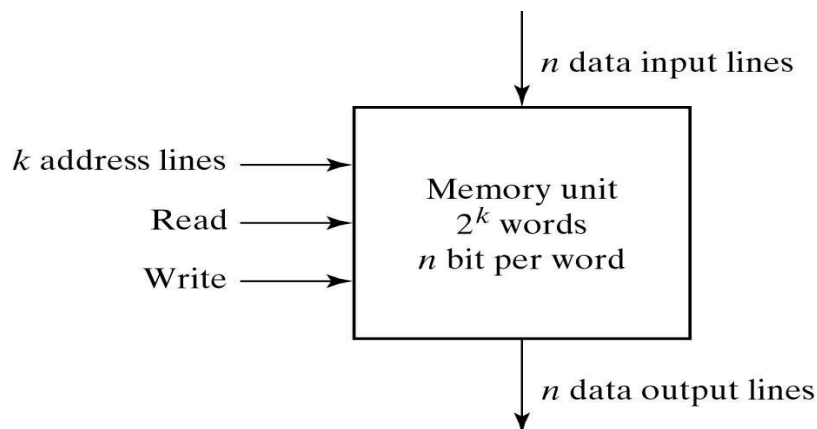 n data input lines
k address lines
Read
Write
Memory unit
2^k words
n bit per word
n data output lines